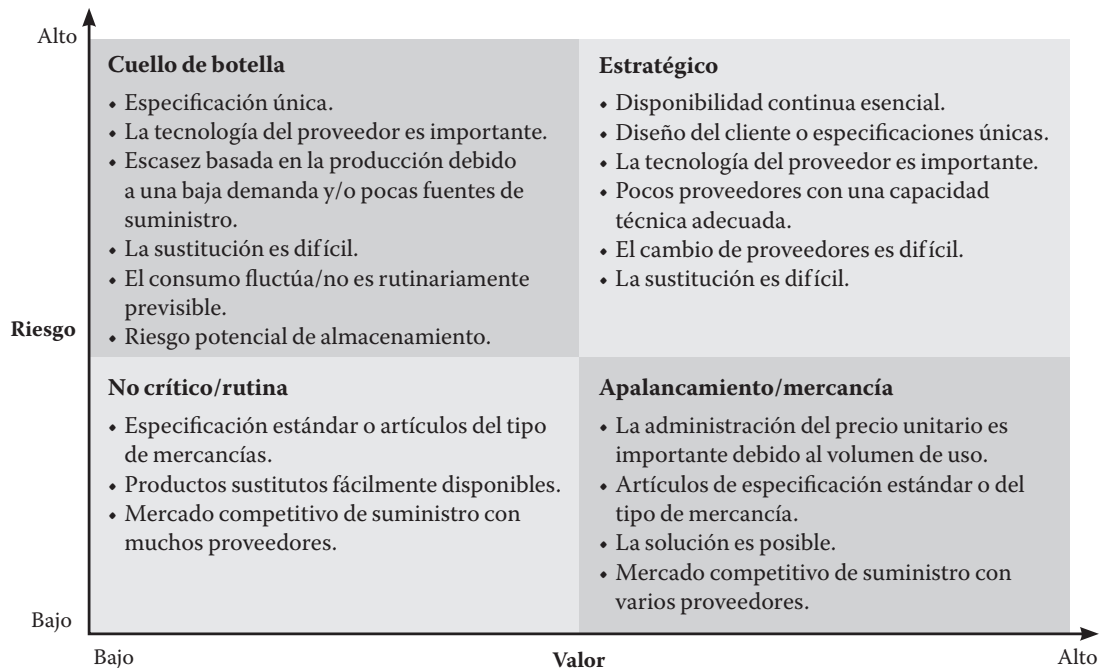 Alto
Cuello de botella
• Especificación única.
• La tecnología del proveedor es importante.
• Escasez basada en la producción debido
a una baja demanda y/o pocas fuentes de
suministro.
• La sustitución es difícil.
• El consumo fluctúa/no es rutinariamente
previsible.
• Riesgo potencial de almacenamiento.
Estratégico
• Disponibilidad continua esencial.
• Diseño del cliente o especificaciones únicas.
• La tecnología del proveedor es importante.
• Pocos proveedores con una capacidad
técnica adecuada.
• El cambio de proveedores es difícil.
• La sustitución es difícil.
Riesgo
No crítico/rutina
• Especificación estándar o artículos del tipo
de mercancías.
• Productos sustitutos fácilmente disponibles.
• Mercado competitivo de suministro con
muchos proveedores.
Apalancamiento/mercancía
• La administración del precio unitario es
importante debido al volumen de uso.
• Artículos de especificación estándar o del
tipo de mercancía.
• La solución es posible.
• Mercado competitivo de suministro con
varios proveedores.
Bajo
Bajo
Valor
Alto